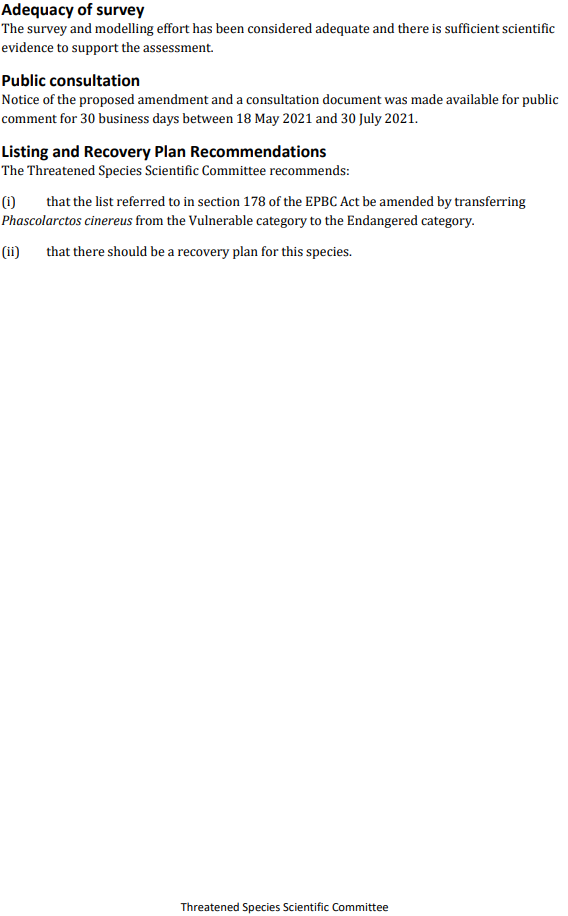 Adequacy of survey
The survey and modelling effort has been considered adequate and there is sufficient scientific
evidence to support the assessment.
Public consultation
Notice of the proposed amendment and a consultation document was made available for public
comment for 30 business days between 18 May 2021 and 30 July 2021.
Listing and Recovery Plan Recommendations
The Threatened Species Scientific Committee recommends:
(i) that the list referred to in section 178 of the EPBC Act be amended by transferring
Phascolarctos cinereus from the Vulnerable category to the Endangered category.
(ii) that there should be a recovery plan for this species.
Threatened Species Scientific Committee